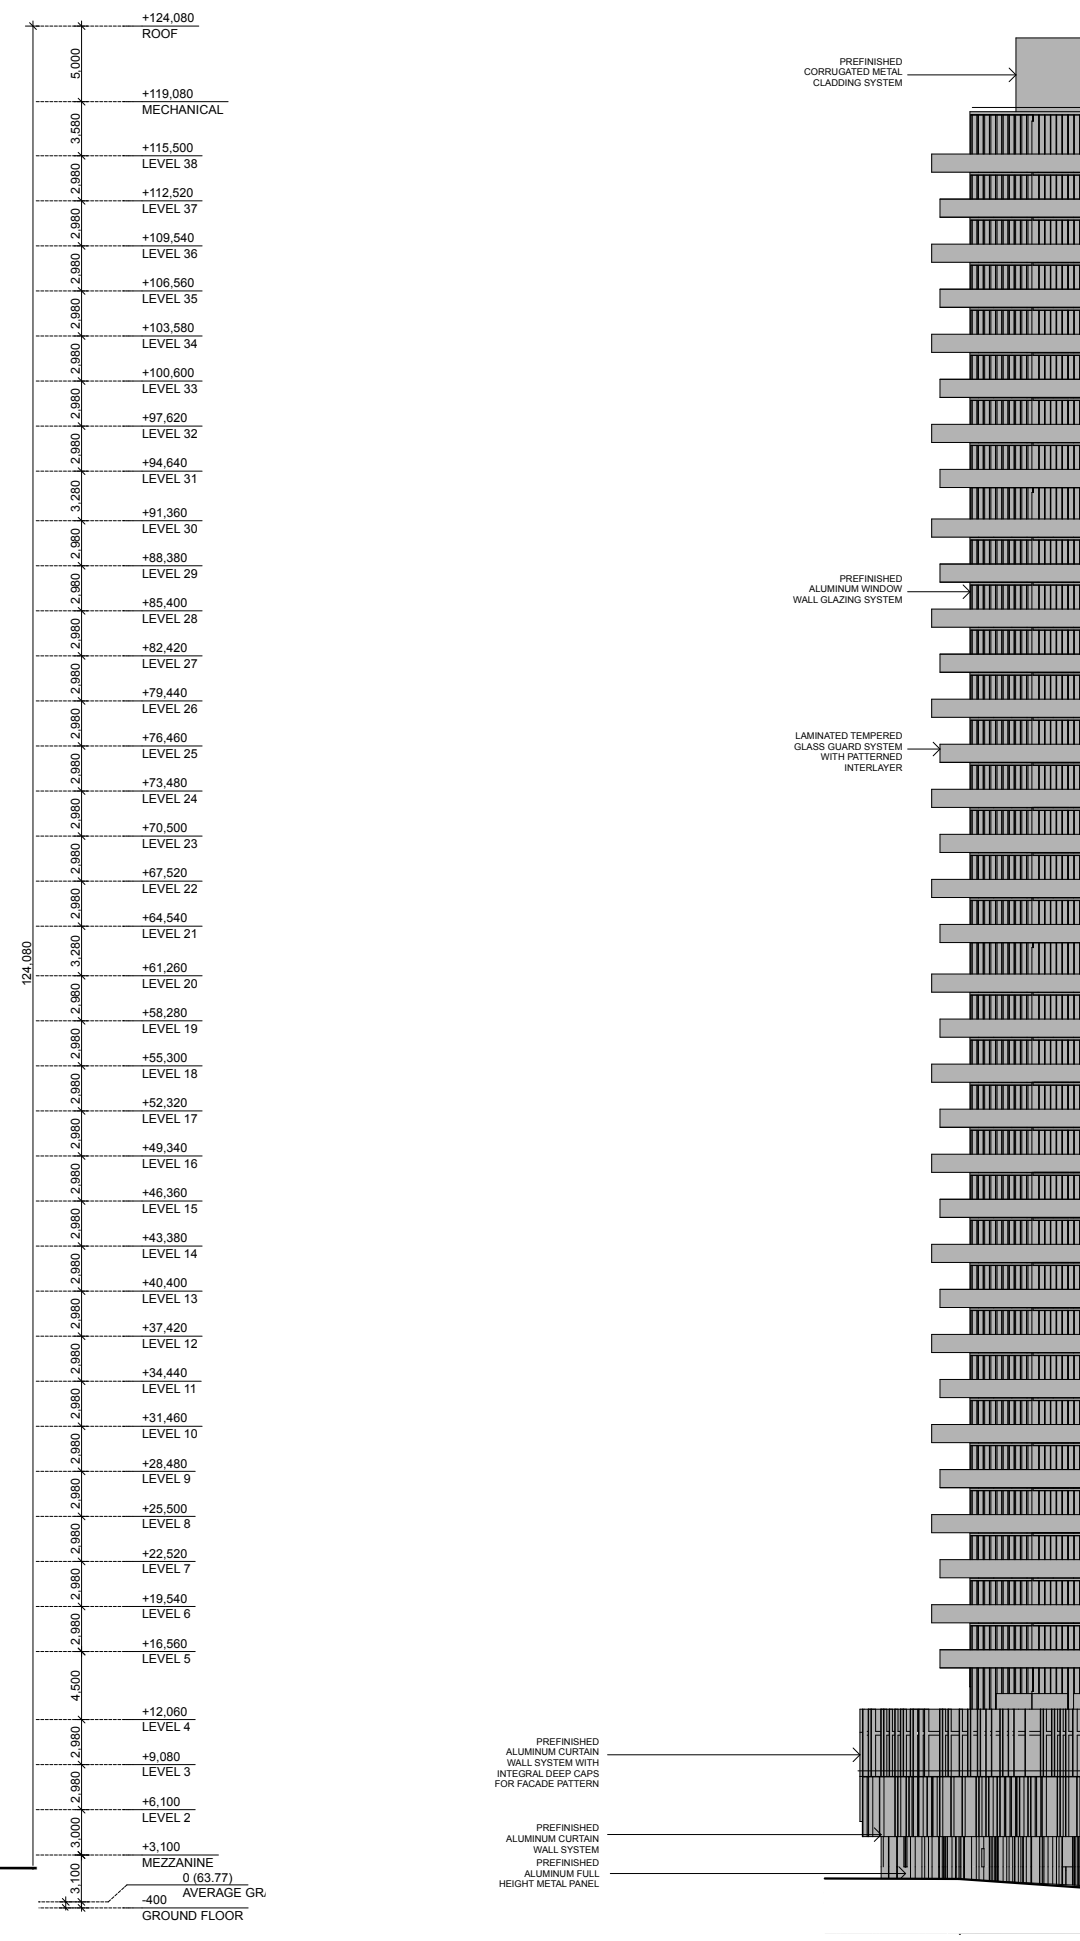 +124,080
ROOF
5,000
+119,080
MECHANICAL
3,580
+115,500
LEVEL 38
2,980
+112,520
LEVEL 37
2,980
+109,540
LEVEL 36
2,980
+106,560
LEVEL 35
2,980
+103,580
LEVEL 34
2,980
+100,600
LEVEL 33
2,980
+97,620
LEVEL 32
2,980
+94,640
LEVEL 31
3,280
+91,360
LEVEL 30
2,980
+88,380
LEVEL 29
2,980
+85,400
LEVEL 28
2,980
+82,420
LEVEL 27
2,980
+79,440
LEVEL 26
2,980
+76,460
LEVEL 25
2,980
+73,480
LEVEL 24
2,980
+70,500
LEVEL 23
2,980
+67,520
LEVEL 22
2,980
+64,540
LEVEL 21
3,280
+61,260
LEVEL 20
2,980
+58,280
LEVEL 19
2,980
+55,300
LEVEL 18
2,980
+52,320
LEVEL 17
2,980
+49,340
LEVEL 16
2,980
+46,360
LEVEL 15
2,980
+43,380
LEVEL 14
2,980
+40,400
LEVEL 13
2,980
+37,420
LEVEL 12
2,980
+34,440
LEVEL 11
2,980
+31,460
LEVEL 10
2,980
+28,480
LEVEL 9
2,980
+25,500
LEVEL 8
2,980
+22,520
LEVEL 7
2,980
+19,540
LEVEL 6
2,980
+16,560
LEVEL 5
4,500
+12,060
LEVEL 4
2,980
+9,080
LEVEL 3
2,980
+6,100
LEVEL 2
3,000
+3,100
MEZZANINE
3,100
0 (63.77)
AVERAGE GR
-400
GROUND FLOOR
124,080
PREFINISHED
CORRUGATED METAL
CLADDING SYSTEM
PREFINISHED
ALUMINUM WINDOW
WALL GLAZING SYSTEM
LAMINATED TEMPERED
GLASS GUARD SYSTEM
WITH PATTERNED
INTERLAYER
PREFINISHED
ALUMINUM CURTAIN
WALL SYSTEM WITH
INTEGRAL DEEP CAPS
FOR FACADE PATTERN
PREFINISHED
ALUMINUM CURTAIN
WALL SYSTEM
PREFINISHED
ALUMINUM FULL
HEIGHT METAL PANEL